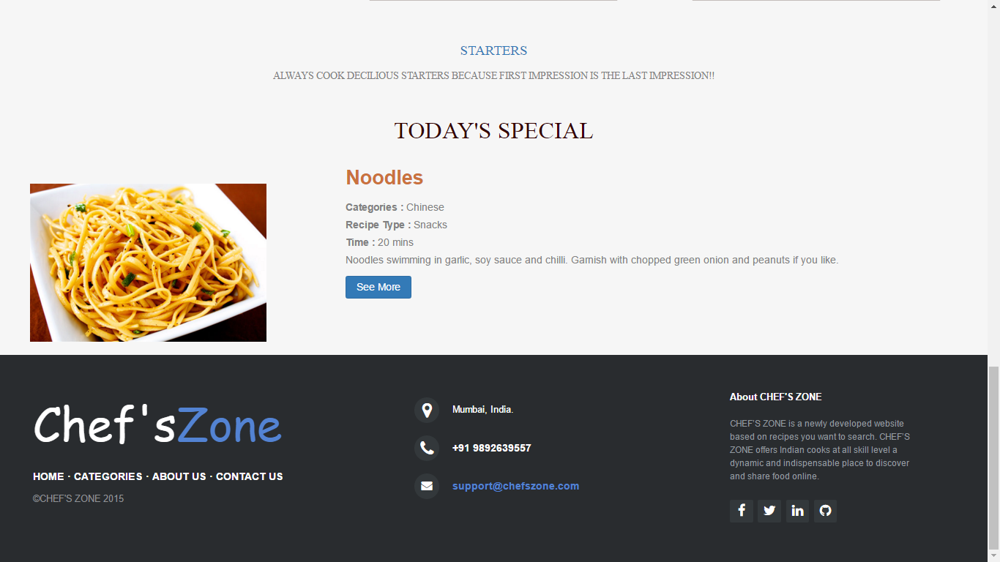 STARTERS
ALWAYS COOK DECILIOUS STARTERS BECAUSE FIRST IMPRESSION IS THE LAST IMPRESSION!!
TODAY'S SPECIAL
Noodles
Categories : Chinese
Recipe Type : Snacks
Time : 20 mins
Noodles swimming in garlic, soy sauce and chilli. Garnish with chopped green onion and peanuts if you like.
See More
Chef'sZone
HOME · CATEGORIES · ABOUT US · CONTACT US
©CHEF'S ZONE 2015
Mumbai, India.
+91 9892639557
support@chefszone.com
About CHEF'S ZONE
CHEF'S ZONE is a newly developed website
based on recipes you want to search. CHEF'S
ZONE offers Indian cooks at all skill level a
dynamic and indispensable place to discover
and share food online.